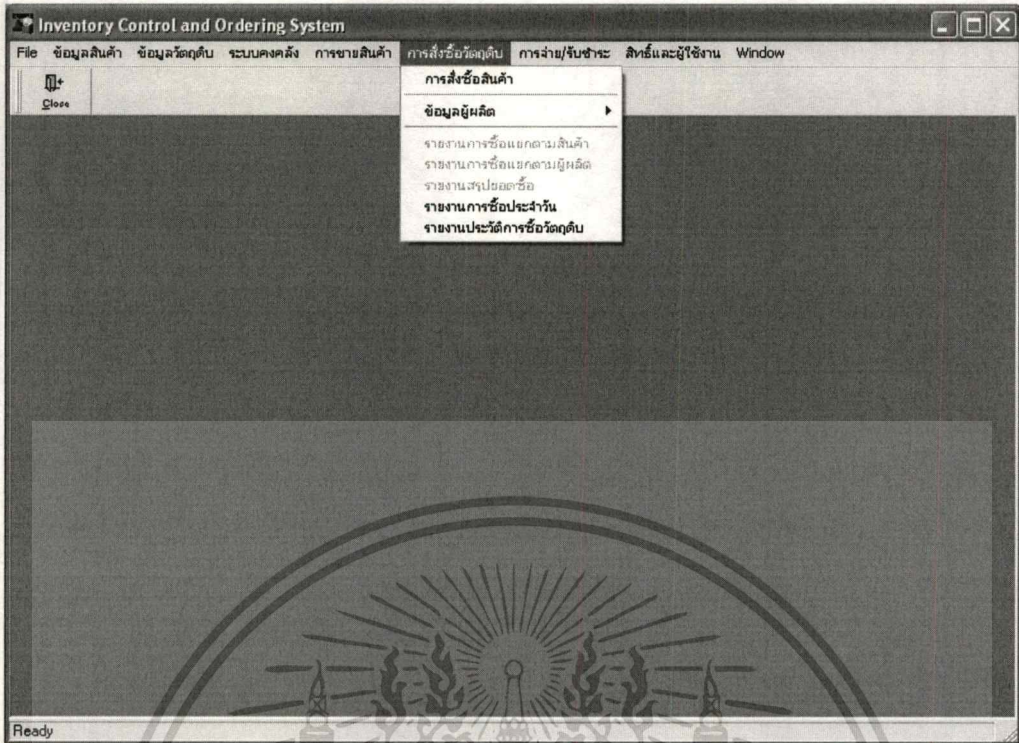 Inventory Control and Ordering System
File ข้อมูลสินค้า ข้อมูลวัตถุดิบ ระบบคงคลัง การขายสินค้า การสั่งซื้อวัตถุดิบ การจ่าย/รับชำระ สิทธิ์และผู้ใช้งาน Window
Close
การสั่งซื้อสินค้า
ข้อมูลผู้ผลิต
รายงานการซื้อแยกตามสินค้า
รายงานการซื้อแยกตามผู้ผลิต
รายงานสรุปยอดซื้อ
รายงานการซื้อประจำวัน
รายงานประวัติการซื้อวัตถุดิบ
Ready